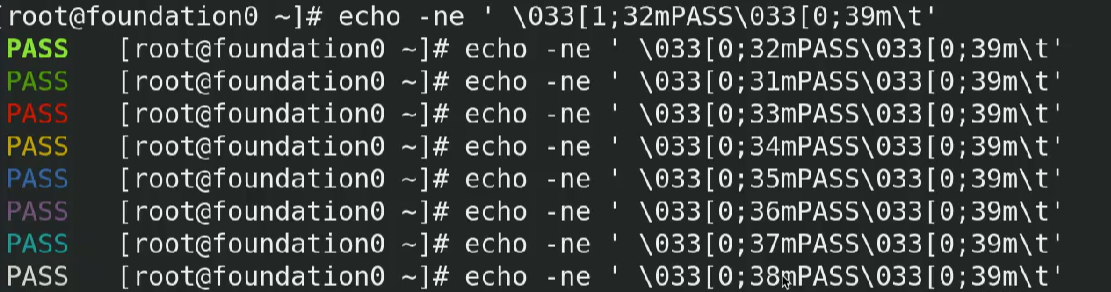 [root@foundation0 ~]# echo -ne ' \033[1;32mPASS\033[0;39m\t'
PASS [root@foundation0 ~]# echo -ne ' \033[0;32mPASS\033[0;39m\t'
PASS [root@foundation0 ~]# echo -ne ' \033[0;31mPASS\033[0;39m\t'
PASS [root@foundation0 ~]# echo -ne ' \033[0;33mPASS\033[0;39m\t'
PASS [root@foundation0 ~]# echo -ne ' \033[0;34mPASS\033[0;39m\t'
PASS [root@foundation0 ~]# echo -ne ' \033[0;35mPASS\033[0;39m\t'
PASS [root@foundation0 ~]# echo -ne ' \033[0;36mPASS\033[0;39m\t'
PASS [root@foundation0 ~]# echo -ne ' \033[0;37mPASS\033[0;39m\t'
PASS [root@foundation0 ~]# echo -ne ' \033[0;38mPASS\033[0;39m\t'